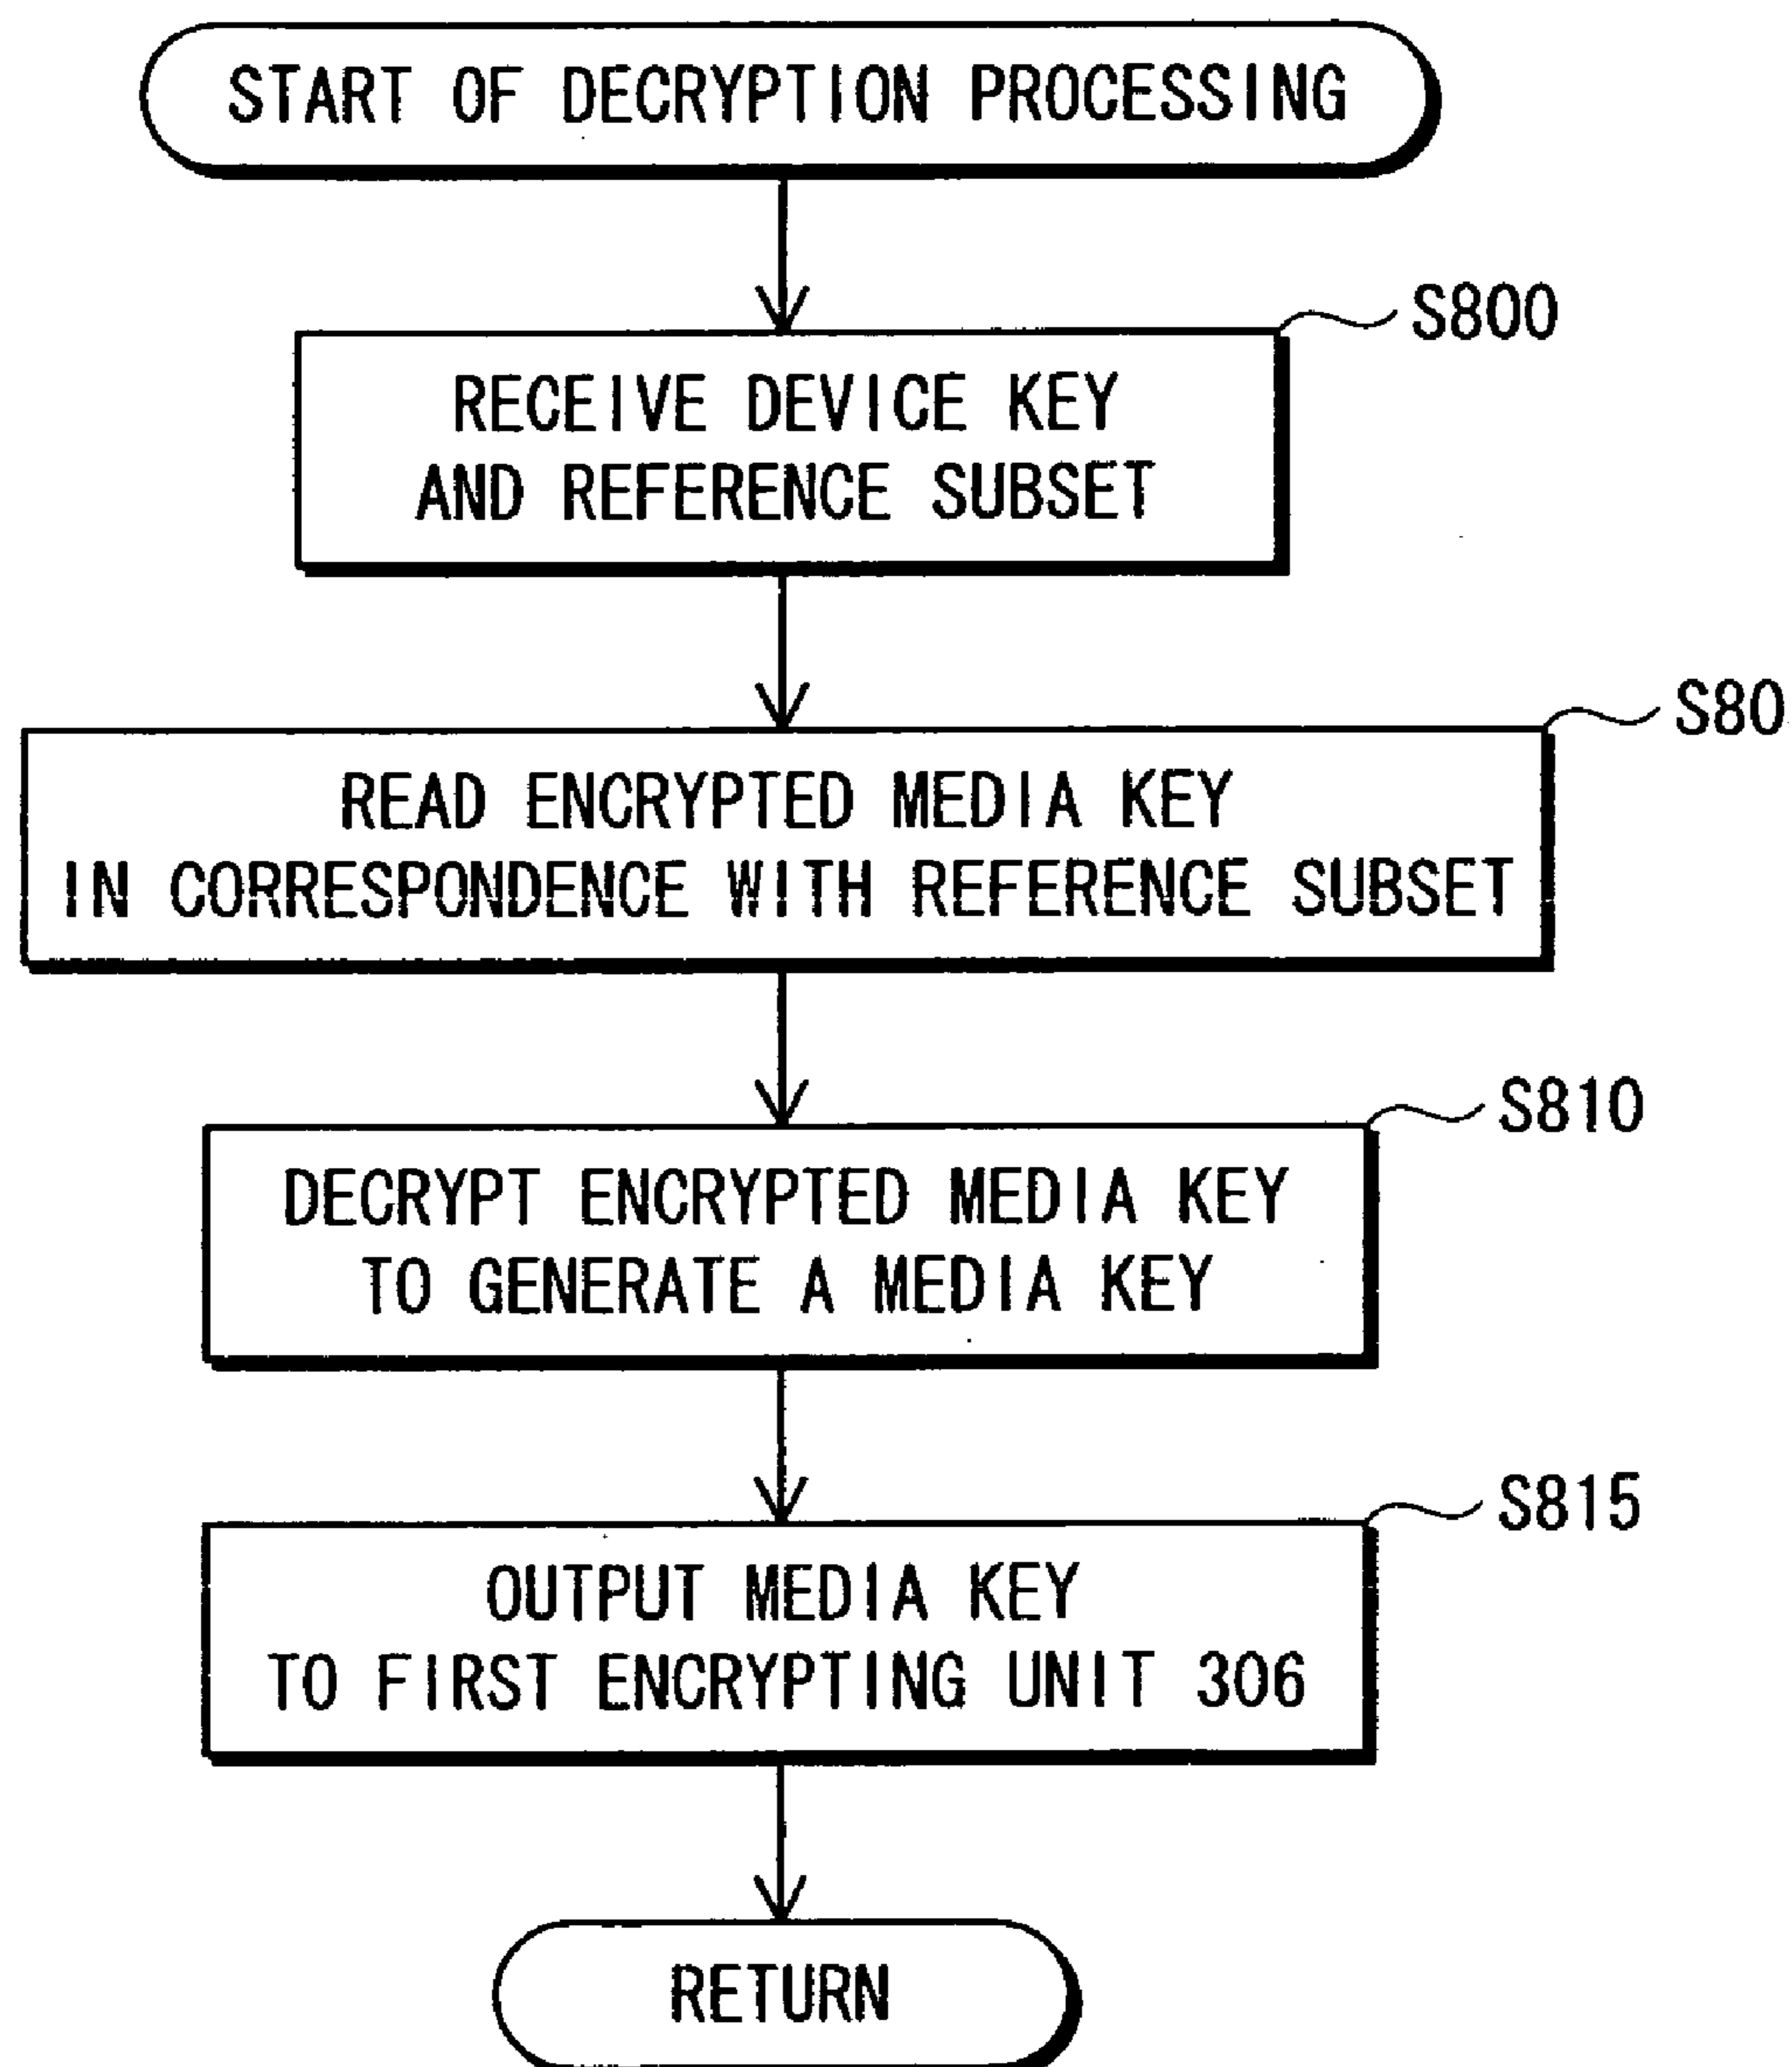 START OF DECRYPTION PROCESSING
S800
RECEIVE DEVICE KEY
AND REFERENCE SUBSET
S80
READ ENCRYPTED MEDIA KEY
IN CORRESPONDENCE WITH REFERENCE SUBSET
S810
DECRYPT ENCRYPTED MEDIA KEY
TO GENERATE A MEDIA KEY
S815
OUTPUT MEDIA KEY
TO FIRST ENCRYPTING UNIT 306
RETURN